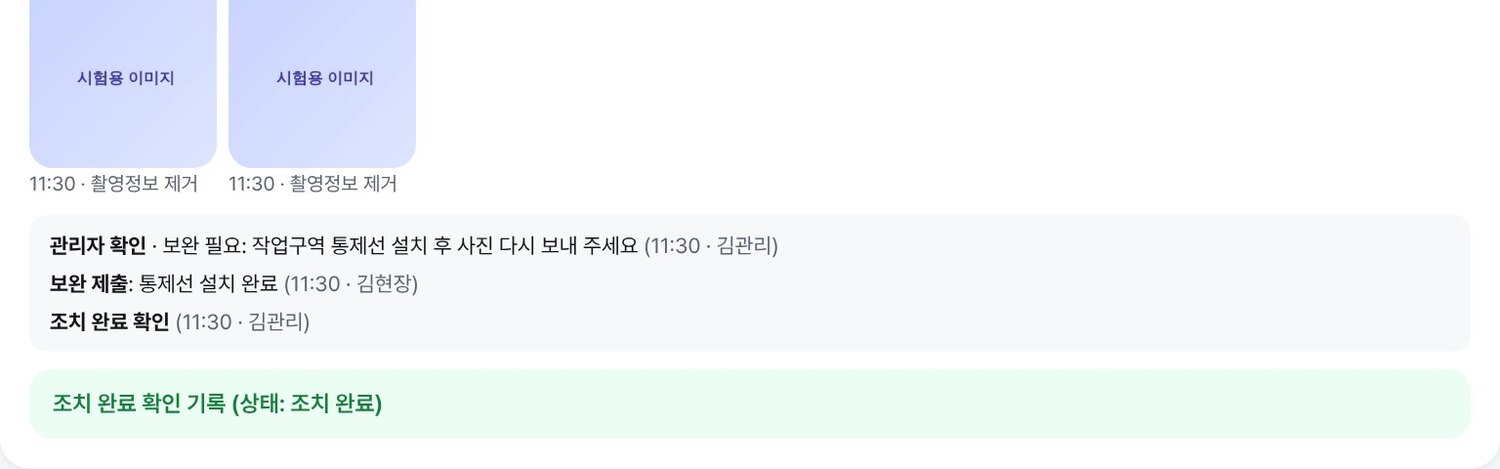 시험용 이미지 시험용 이미지
11:30 · 촬영정보 제거 11:30 · 촬영정보 제거
관리자 확인 · 보완 필요: 작업구역 통제선 설치 후 사진 다시 보내 주세요 (11:30 · 김관리)
보완 제출: 통제선 설치 완료 (11:30 · 김현장)
조치 완료 확인 (11:30 · 김관리)
조치 완료 확인 기록 (상태: 조치 완료)